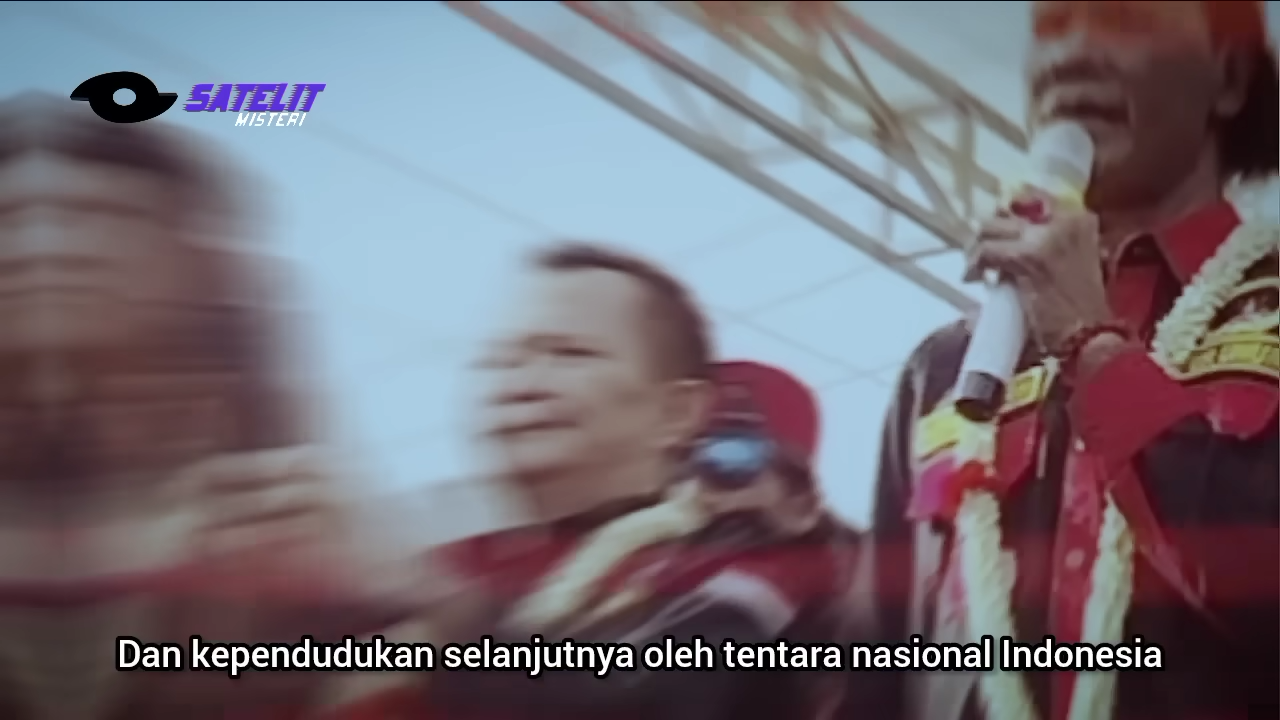 SATELIT
MISTERI
Dan kependudukan selanjutnya oleh tentara nasional Indonesia